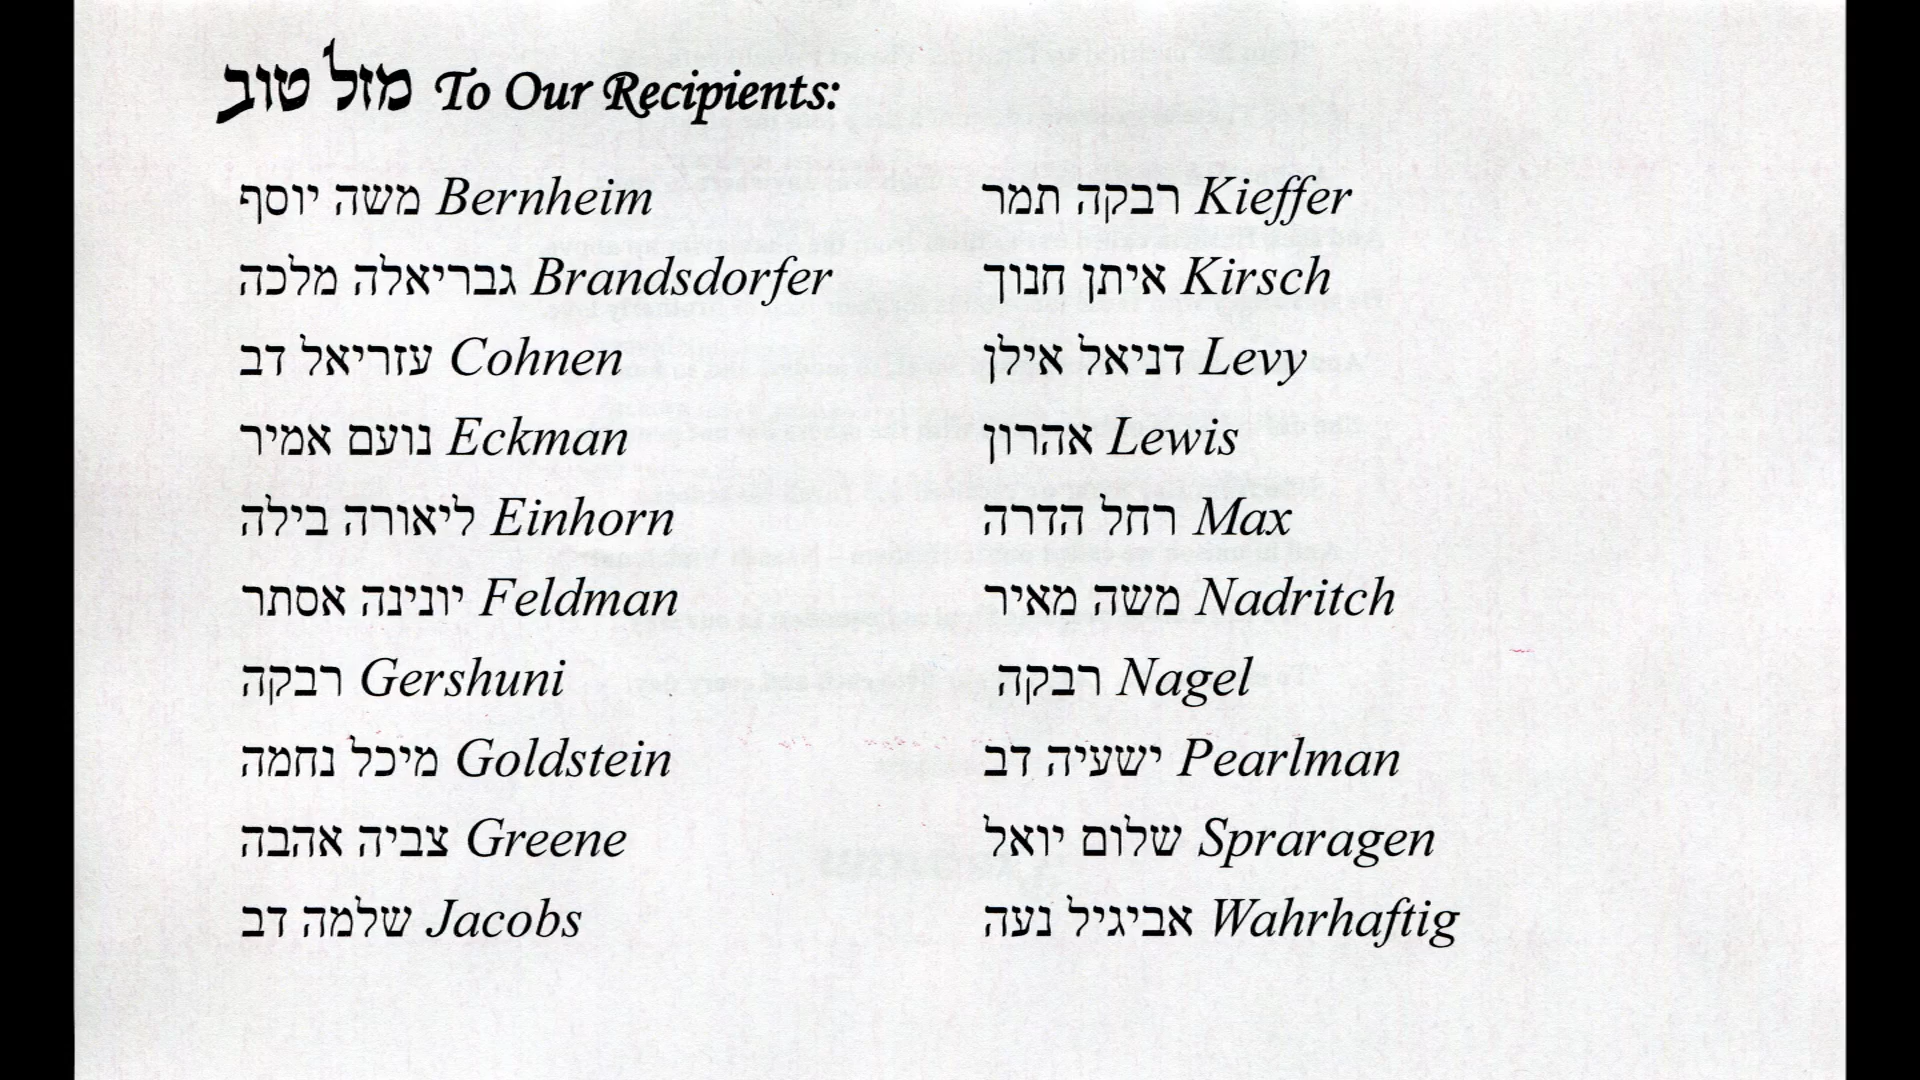 מזל טוב To Our Recipients:
משה יוסף Bernheim
גבריאלה מלכה Brandsdorfer
עזריאל דב Cohnen
נועם אמיר Eckman
ליאורה בילה Einhorn
יונינה אסתר Feldman
רבקה Gershuni
מיכל נחמה Goldstein
צביה אהבה Greene
שלמה דב Jacobs
רבקה תמר Kieffer
איתן חנוך Kirsch
דניאל אילן Levy
אהרון Lewis
רחל הדרה Max
משה מאיר Nadritch
רבקה Nagel
ישעיה דב Pearlman
שלום יואל Spraragen
אביגיל נעה Wahrhaftig